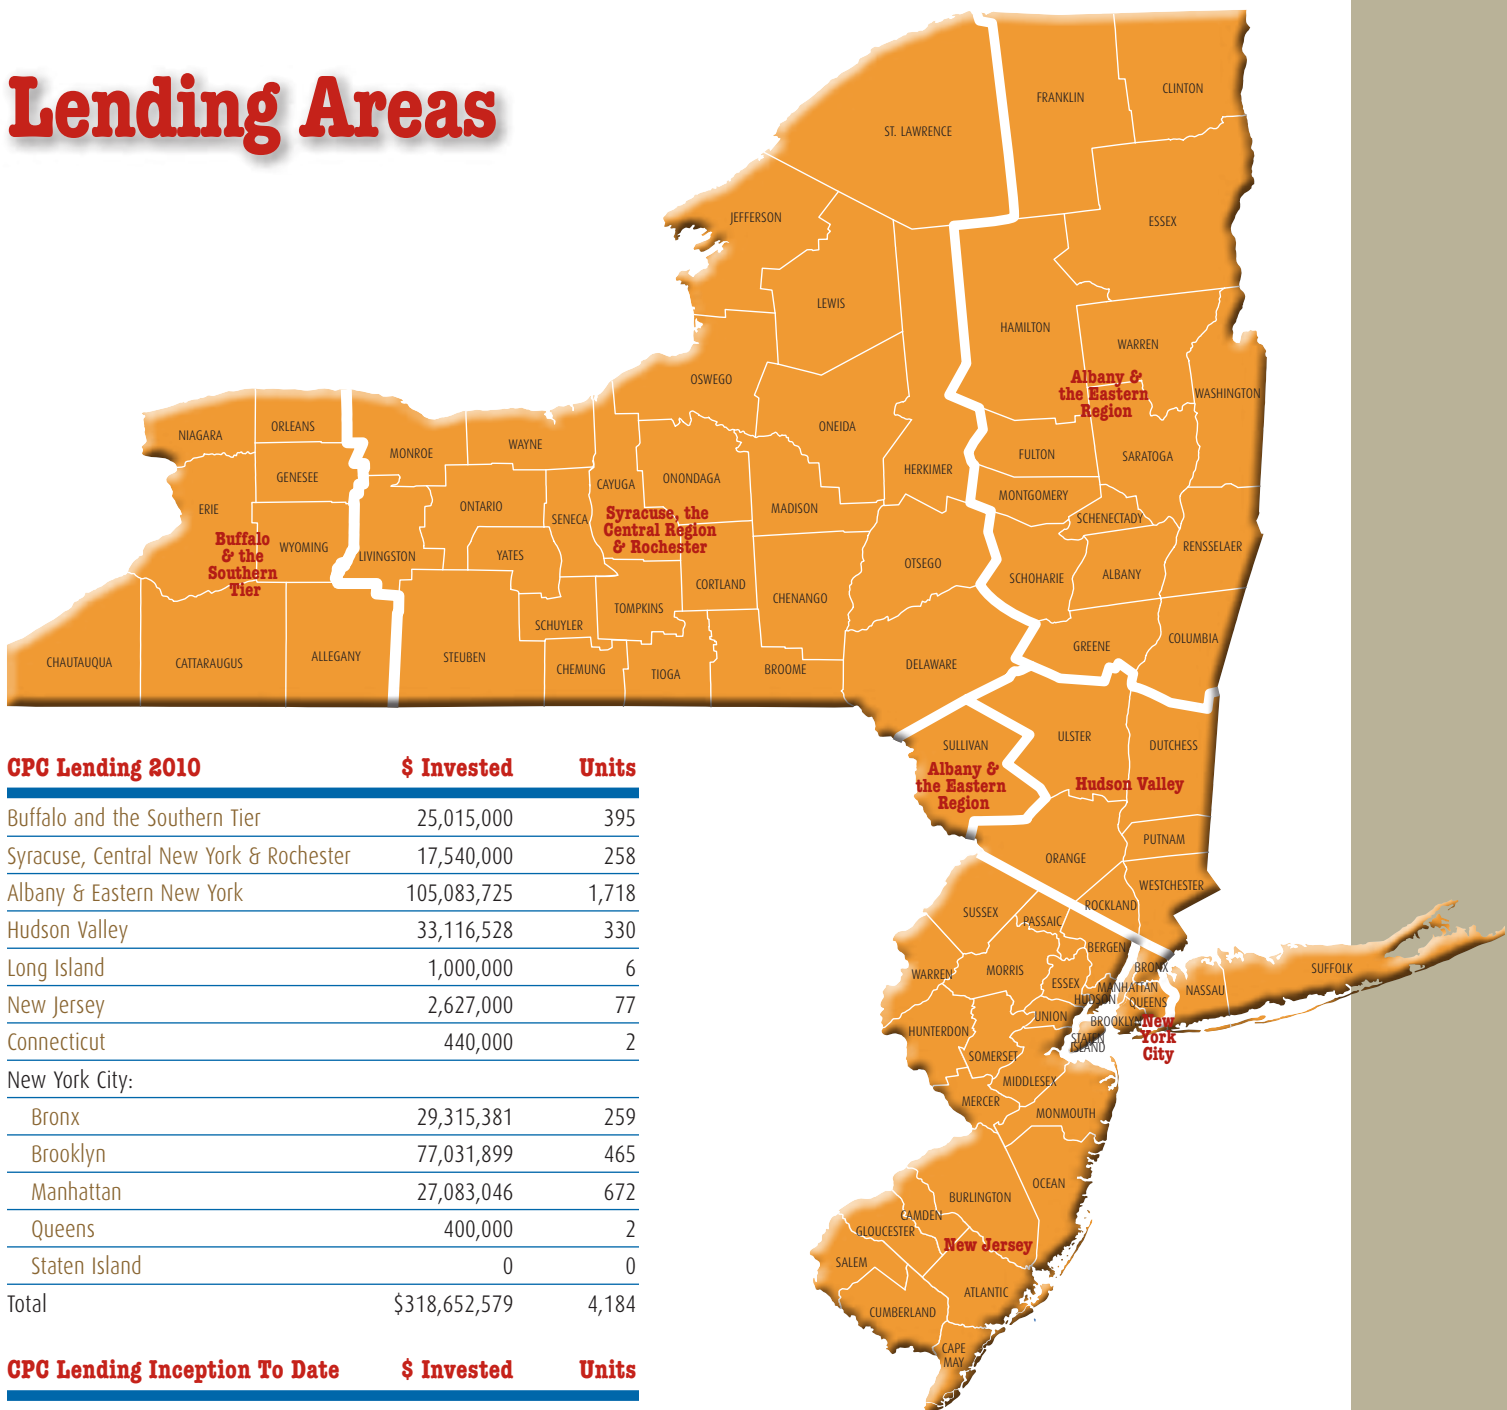 Lending Areas
FRANKLIN
CLINTON
ST. LAWRENCE
JEFFERSON
ESSEX
LEWIS
HAMILTON
WARREN
OSWEGO
Albany &
the Eastern
Region
WASHINGTON
NIAGARA
ORLEANS
MONROE
WAYNE
ONEIDA
GENESEE
CAYUGA
ONONDAGA
HERKIMER
FULTON
SARATOGA
ERIE
ONTARIO
SENECA
MADISON
MONTGOMERY
SCHENECTADY
Syracuse, the
Central Region
& Rochester
Buffalo
& the
Southern
Tier
WYOMING
LIVINGSTON
YATES
OTSEGO
RENSSELAER
SCHOHARIE
ALBANY
CORTLAND
CHENANGO
TOMPKINS
SCHUYLER
GREENE
COLUMBIA
CHAUTAUQUA
CATTARAUGUS
ALLEGANY
STEUBEN
CHEMUNG
TIOGA
BROOME
DELAWARE
SULLIVAN
ULSTER
DUTCHESS
Albany &
the Eastern
Region
Hudson Valley
PUTNAM
ORANGE
WESTCHESTER
ROCKLAND
SUSSEX
PASSAIC
BERGEN
WARREN
MORRIS
ESSEX
BRONX
MANHATTAN
HUDSON
QUEENS
NASSAU
SUFFOLK
UNION
BROOKLYN
New
York
City
HUNTERDON
STATEN
ISLAND
SOMERSET
MIDDLESEX
MERCER
MONMOUTH
OCEAN
BURLINGTON
CAMDEN
GLOUCESTER
New Jersey
SALEM
ATLANTIC
CUMBERLAND
CAPE
MAY
CPC Lending 2010 $ Invested Units
Buffalo and the Southern Tier 25,015,000 395
Syracuse, Central New York & Rochester 17,540,000 258
Albany & Eastern New York 105,083,725 1,718
Hudson Valley 33,116,528 330
Long Island 1,000,000 6
New Jersey 2,627,000 77
Connecticut 440,000 2
New York City:
Bronx 29,315,381 259
Brooklyn 77,031,899 465
Manhattan 27,083,046 672
Queens 400,000 2
Staten Island 0 0
Total $318,652,579 4,184
CPC Lending Inception To Date $ Invested Units